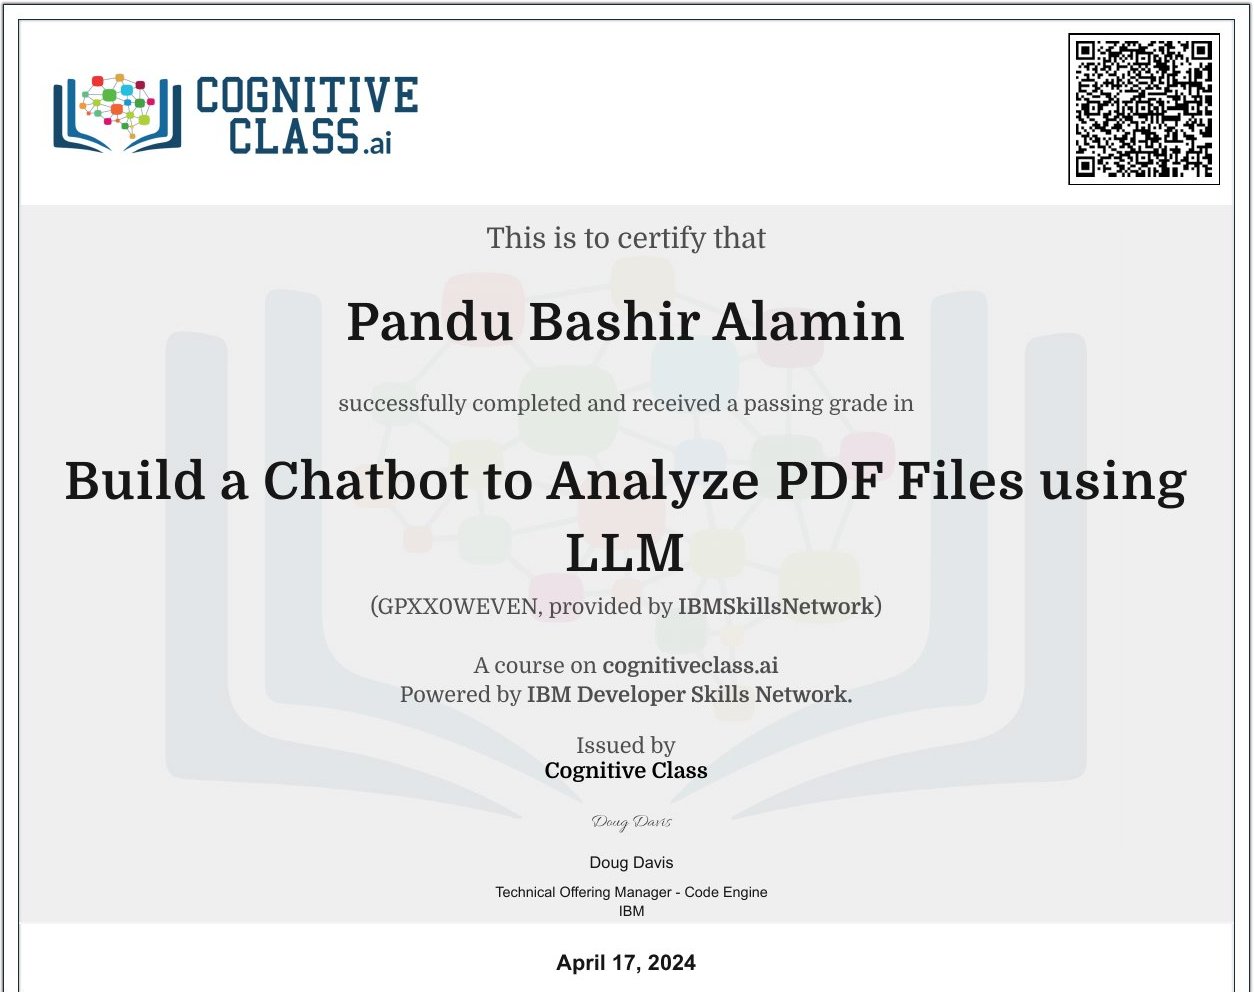 COGNITIVE
CLASS.ai
This is to certify that
Pandu Bashir Alamin
successfully completed and received a passing grade in
Build a Chatbot to Analyze PDF Files using
LLM
(GPXX0WEVEN, provided by IBMSkillsNetwork)
A course on cognitiveclass.ai
Powered by IBM Developer Skills Network.
Issued by
Cognitive Class
Doug Davis
Doug Davis
Technical Offering Manager - Code Engine
IBM
April 17, 2024